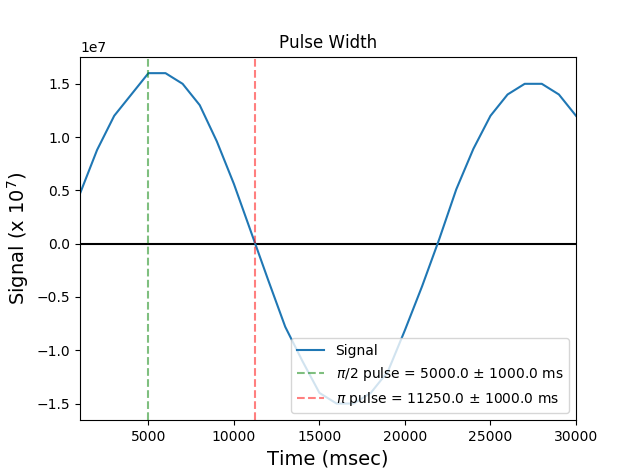 Pulse Width
1e7
1.5
1.0
0.5
0.0
−0.5
−1.0
−1.5
Signal (x 10⁷)
Signal
π/2 pulse = 5000.0 ± 1000.0 ms
π pulse = 11250.0 ± 1000.0 ms
5000 10000 15000 20000 25000 30000
Time (msec)